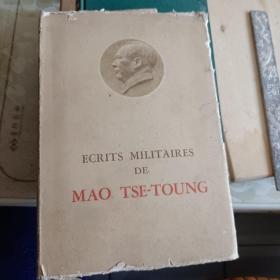 ECRITS MILITAIRES
DE
MAO TSE-TOUNG